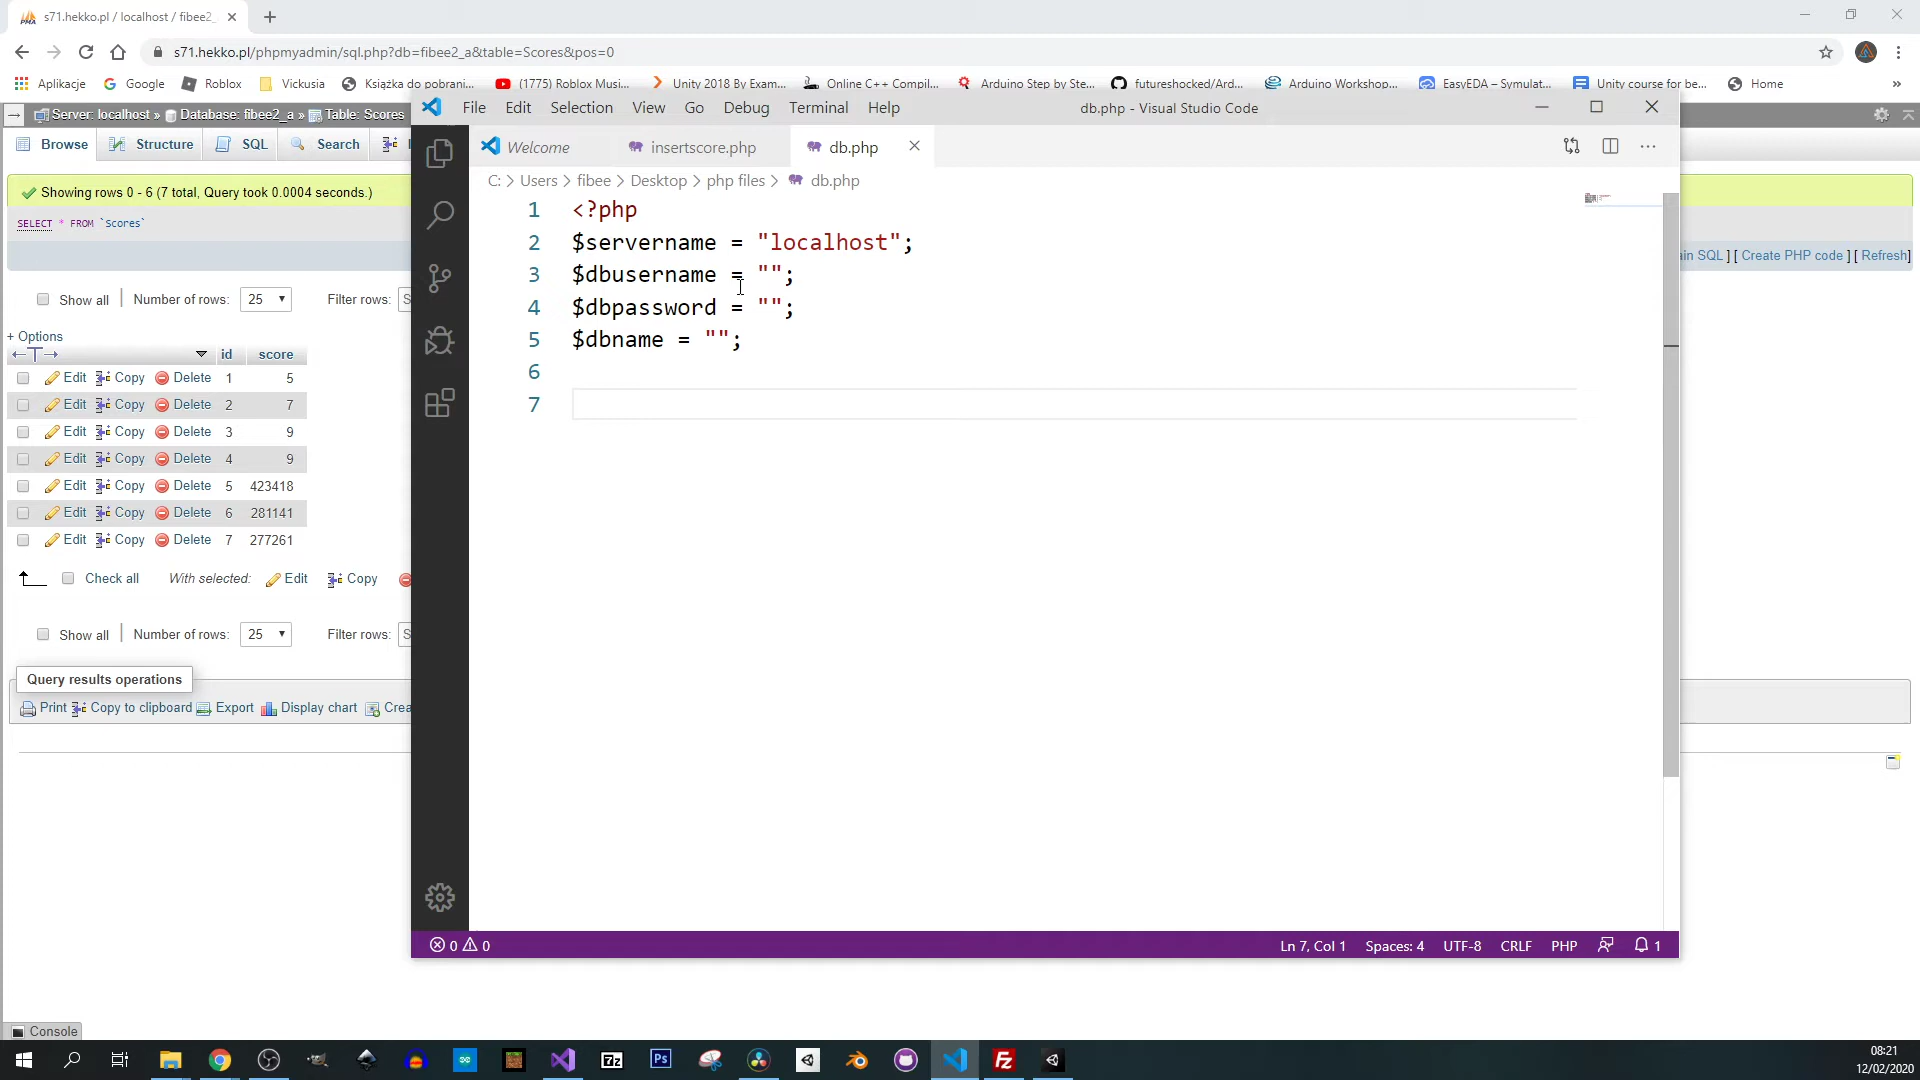 s71.hekko.pl / localhost / fibee2_
s71.hekko.pl/phpmyadmin/sql.php?db=fibee2_a&table=Scores&pos=0
Aplikacje
Google
Roblox
Vickusia
Książka do pobrani...
(1775) Roblox Musi...
Unity 2018 By Exam...
Online C++ Compil...
Arduino Step by Ste...
futureshocked/Ard...
Arduino Workshop...
EasyEDA – Symulat...
Unity course for be...
Home
»
Server: localhost » Database: fibee2_a » Table: Scores
Browse
Structure
SQL
Search
Showing rows 0 - 6 (7 total, Query took 0.0004 seconds.)
SELECT * FROM `Scores`
SQL ] [ Create PHP code ] [ Refresh]
Show all
Number of rows: 25
Filter rows: S
+ Options
id score
Edit Copy Delete 1 5
Edit Copy Delete 2 7
Edit Copy Delete 3 9
Edit Copy Delete 4 9
Edit Copy Delete 5 423418
Edit Copy Delete 6 281141
Edit Copy Delete 7 277261
Check all With selected: Edit Copy
Show all
Number of rows: 25
Filter rows: S
Query results operations
Print Copy to clipboard Export Display chart Crea
Console
File Edit Selection View Go Debug Terminal Help
db.php - Visual Studio Code
Welcome
insertscore.php
db.php
C: > Users > fibee > Desktop > php files > db.php
1 <?php
2 $servername = "localhost";
3 $dbusername = "";
4 $dbpassword = "";
5 $dbname = "";
6
7
0 0
Ln 7, Col 1
Spaces: 4
UTF-8
CRLF
PHP
1
7z
Ps
Fz
08:21
12/02/2020